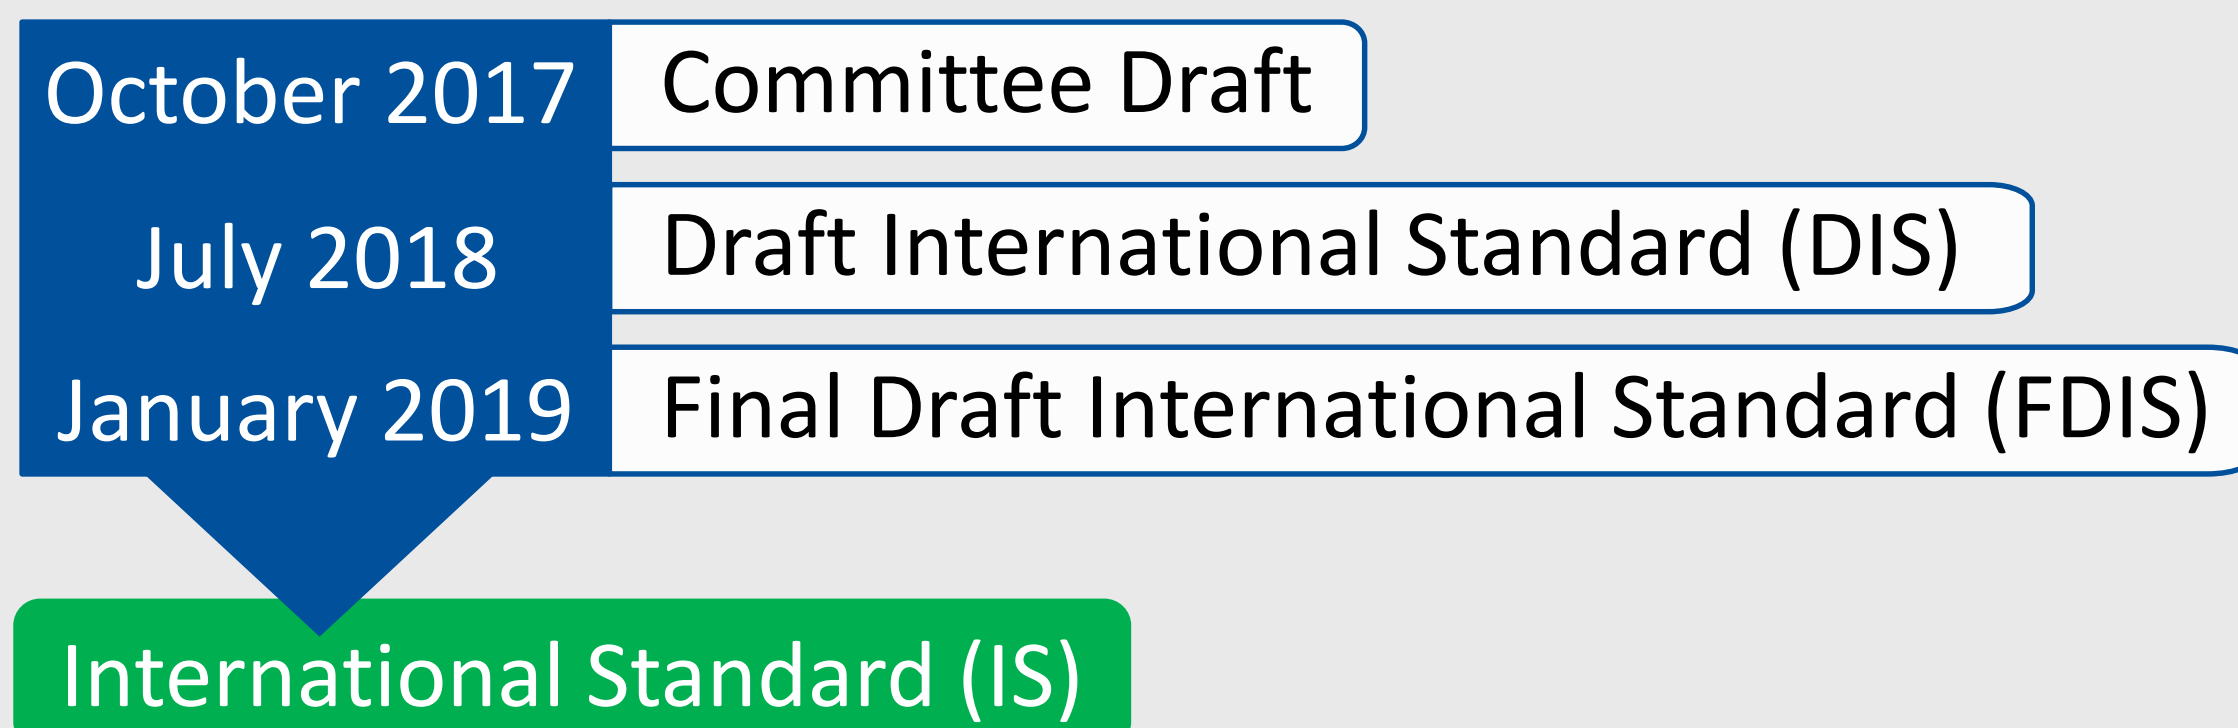 October 2017 Committee Draft
July 2018 Draft International Standard (DIS)
January 2019 Final Draft International Standard (FDIS)
International Standard (IS)